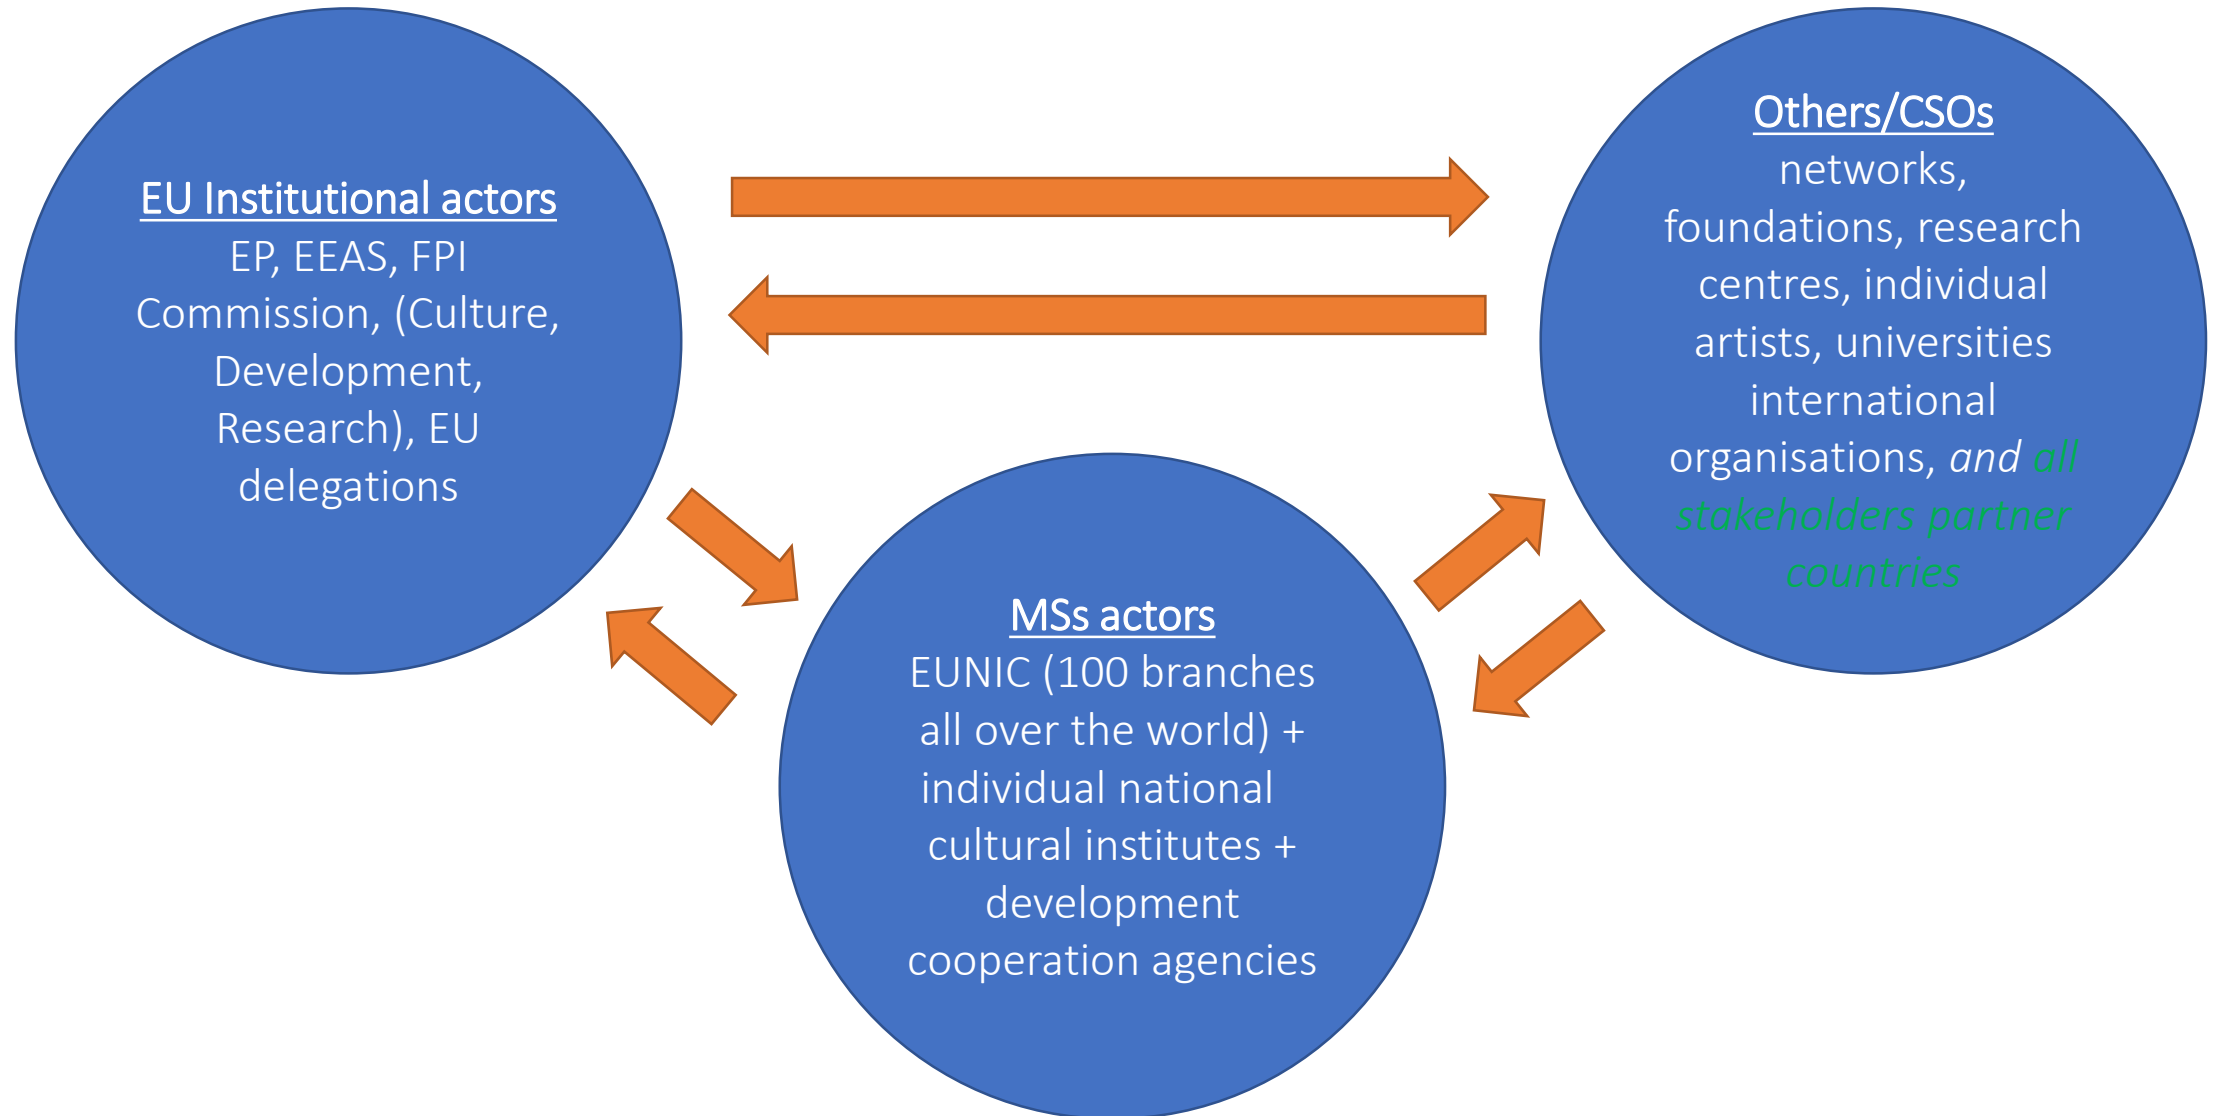 EU Institutional actors
EP, EEAS, FPI
Commission, (Culture,
Development,
Research), EU
delegations
Others/CSOs
networks,
foundations, research
centres, individual
artists, universities
international
organisations, and all
stakeholders partner
countries
MSs actors
EUNIC (100 branches
all over the world) +
individual national
cultural institutes +
development
cooperation agencies